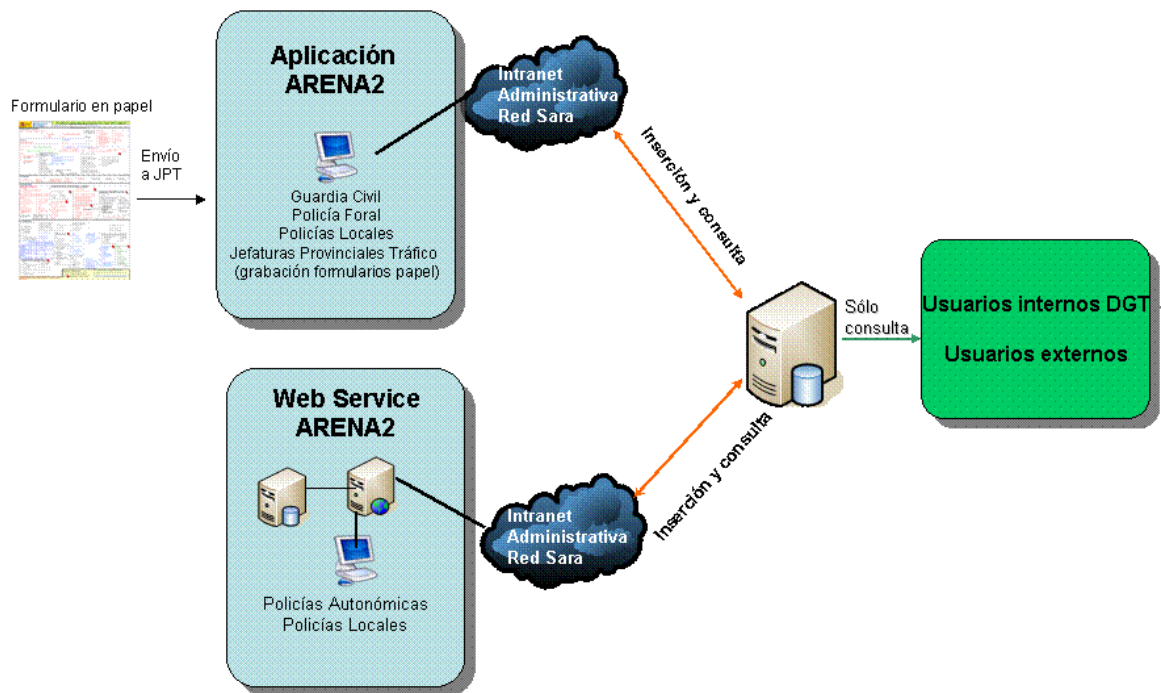 Formulario en papel
Envío
a JPT
Aplicación
ARENA2
Guardia Civil
Policía Foral
Policías Locales
Jefaturas Provinciales Tráfico
(grabación formularios papel)
Intranet
Administrativa
Red Sara
Inserción y consulta
Sólo
consulta
Usuarios internos DGT
Usuarios externos
Web Service
ARENA2
Policías Autonómicas
Policías Locales
Intranet
Administrativa
Red Sara
Inserción y consulta